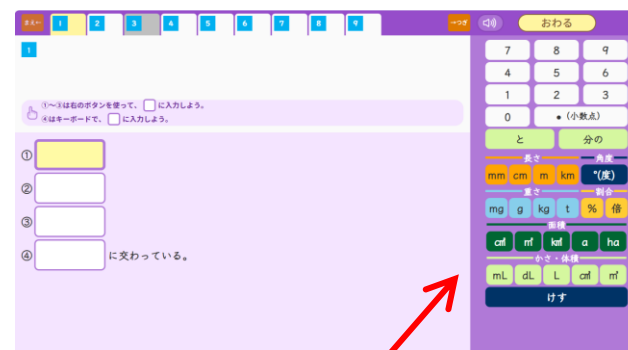 まえへ 1 2 3 4 5 6 7 8 9 →つぎ おわる
1
①〜③は右のボタンを使って、□に入力しよう。
④はキーボードで、□に入力しよう。
①
②
③
④ に交わっている。
7 8 9
4 5 6
1 2 3
0 ●(小数点)
と 分の
長さ 角度
mm cm m km °(度)
重さ 割合
mg g kg t % 倍
面積
㎠ ㎡ ㎢ a ha
かさ・体積
mL dL L ㎤ ㎥
けす